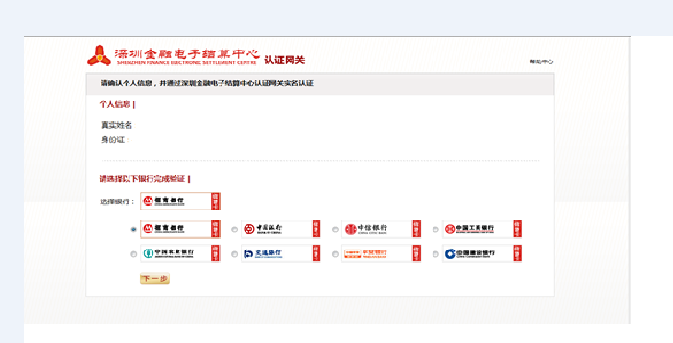 深圳金融电子结算中心 认证网关
SHENZHEN FINANCE ELECTRONIC SETTLEMENT CENTRE
帮助中心
请确认个人信息，并通过深圳金融电子结算中心认证网关实名认证
个人信息 |
真实姓名
身份证：
请选择以下银行完成验证 |
选择银行： 招商银行
招商银行 中国银行 中信银行 中国工商银行
中国农业银行 交通银行 平安银行 中国建设银行
下一步